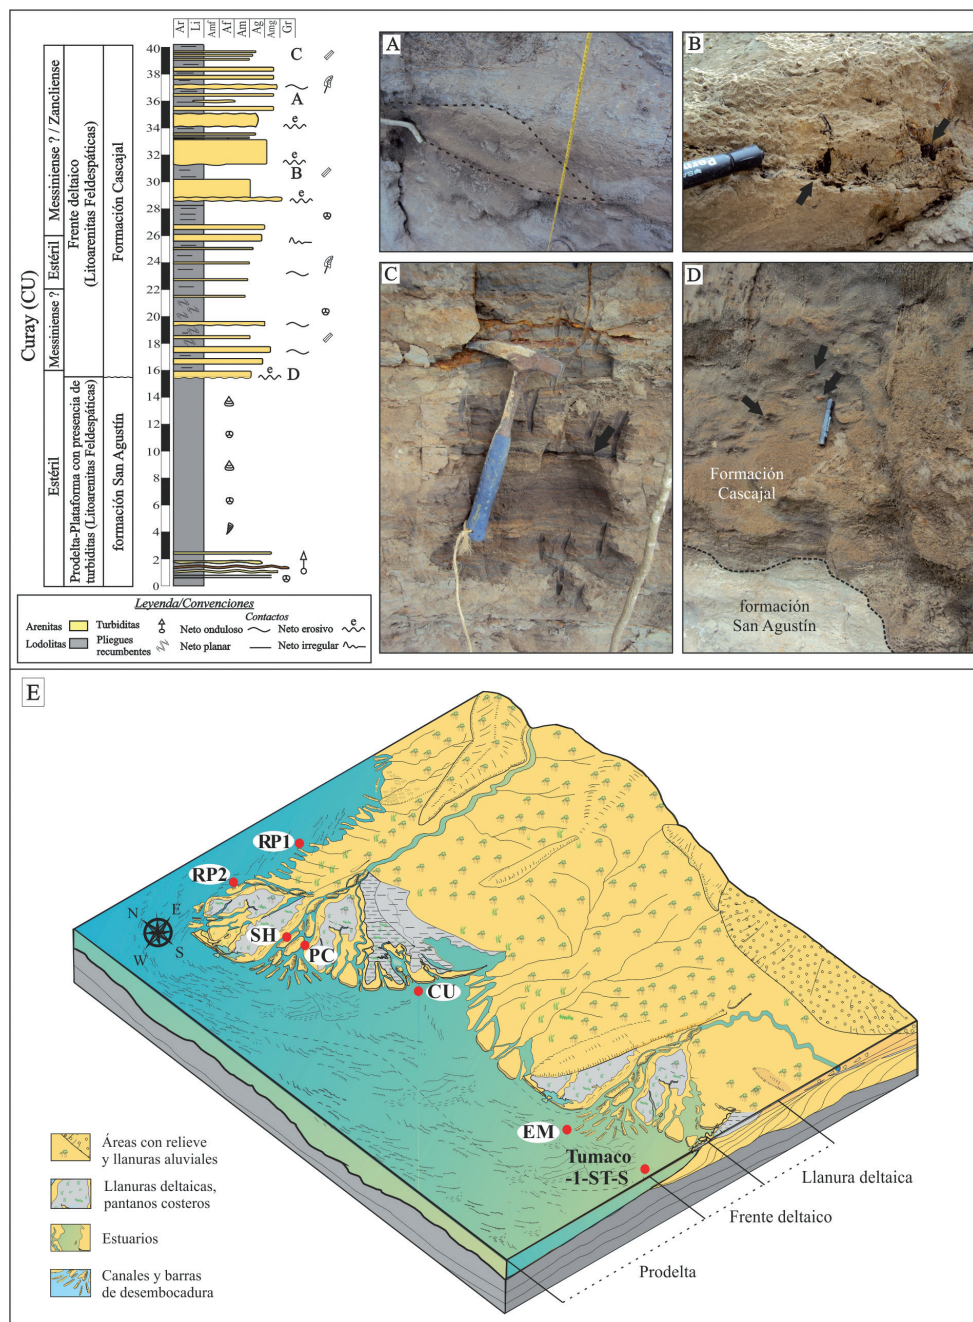 Ar Li Amf Af Am Ag Amg Gr
Curay (CU)
Messiniense ? / Zancliense
Estéril
Messiniense ?
Estéril
Frente deltaico
(Litoarenitas Feldespáticas)
Prodelta-Plataforma con presencia de
turbiditas (Litoarenitas Feldespáticas)
Formación Cascajal
formación San Agustín
40
38
36
34
32
30
28
26
24
22
20
18
16
14
12
10
8
6
4
2
0
C
A
e
e
B
e
e
D
Leyenda/Convenciones
Contactos
Arenitas
Turbiditas
Neto onduloso
Neto erosivo
e
Lodolitas
Pliegues
recumbentes
Neto planar
Neto irregular
A
B
C
D
Formación
Cascajal
formación
San Agustín
E
RP1
RP2
N
E
W
S
SH
PC
CU
EM
Tumaco
-1-ST-S
Llanura deltaica
Frente deltaico
Prodelta
Áreas con relieve
y llanuras aluviales
Llanuras deltaicas,
pantanos costeros
Estuarios
Canales y barras
de desembocadura